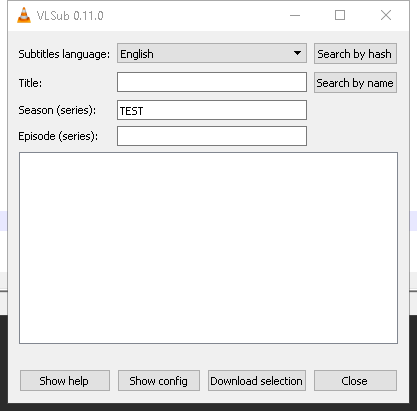 VLSub 0.11.0
Subtitles language: English Search by hash
Title: Search by name
Season (series): TEST
Episode (series):
Show help Show config Download selection Close